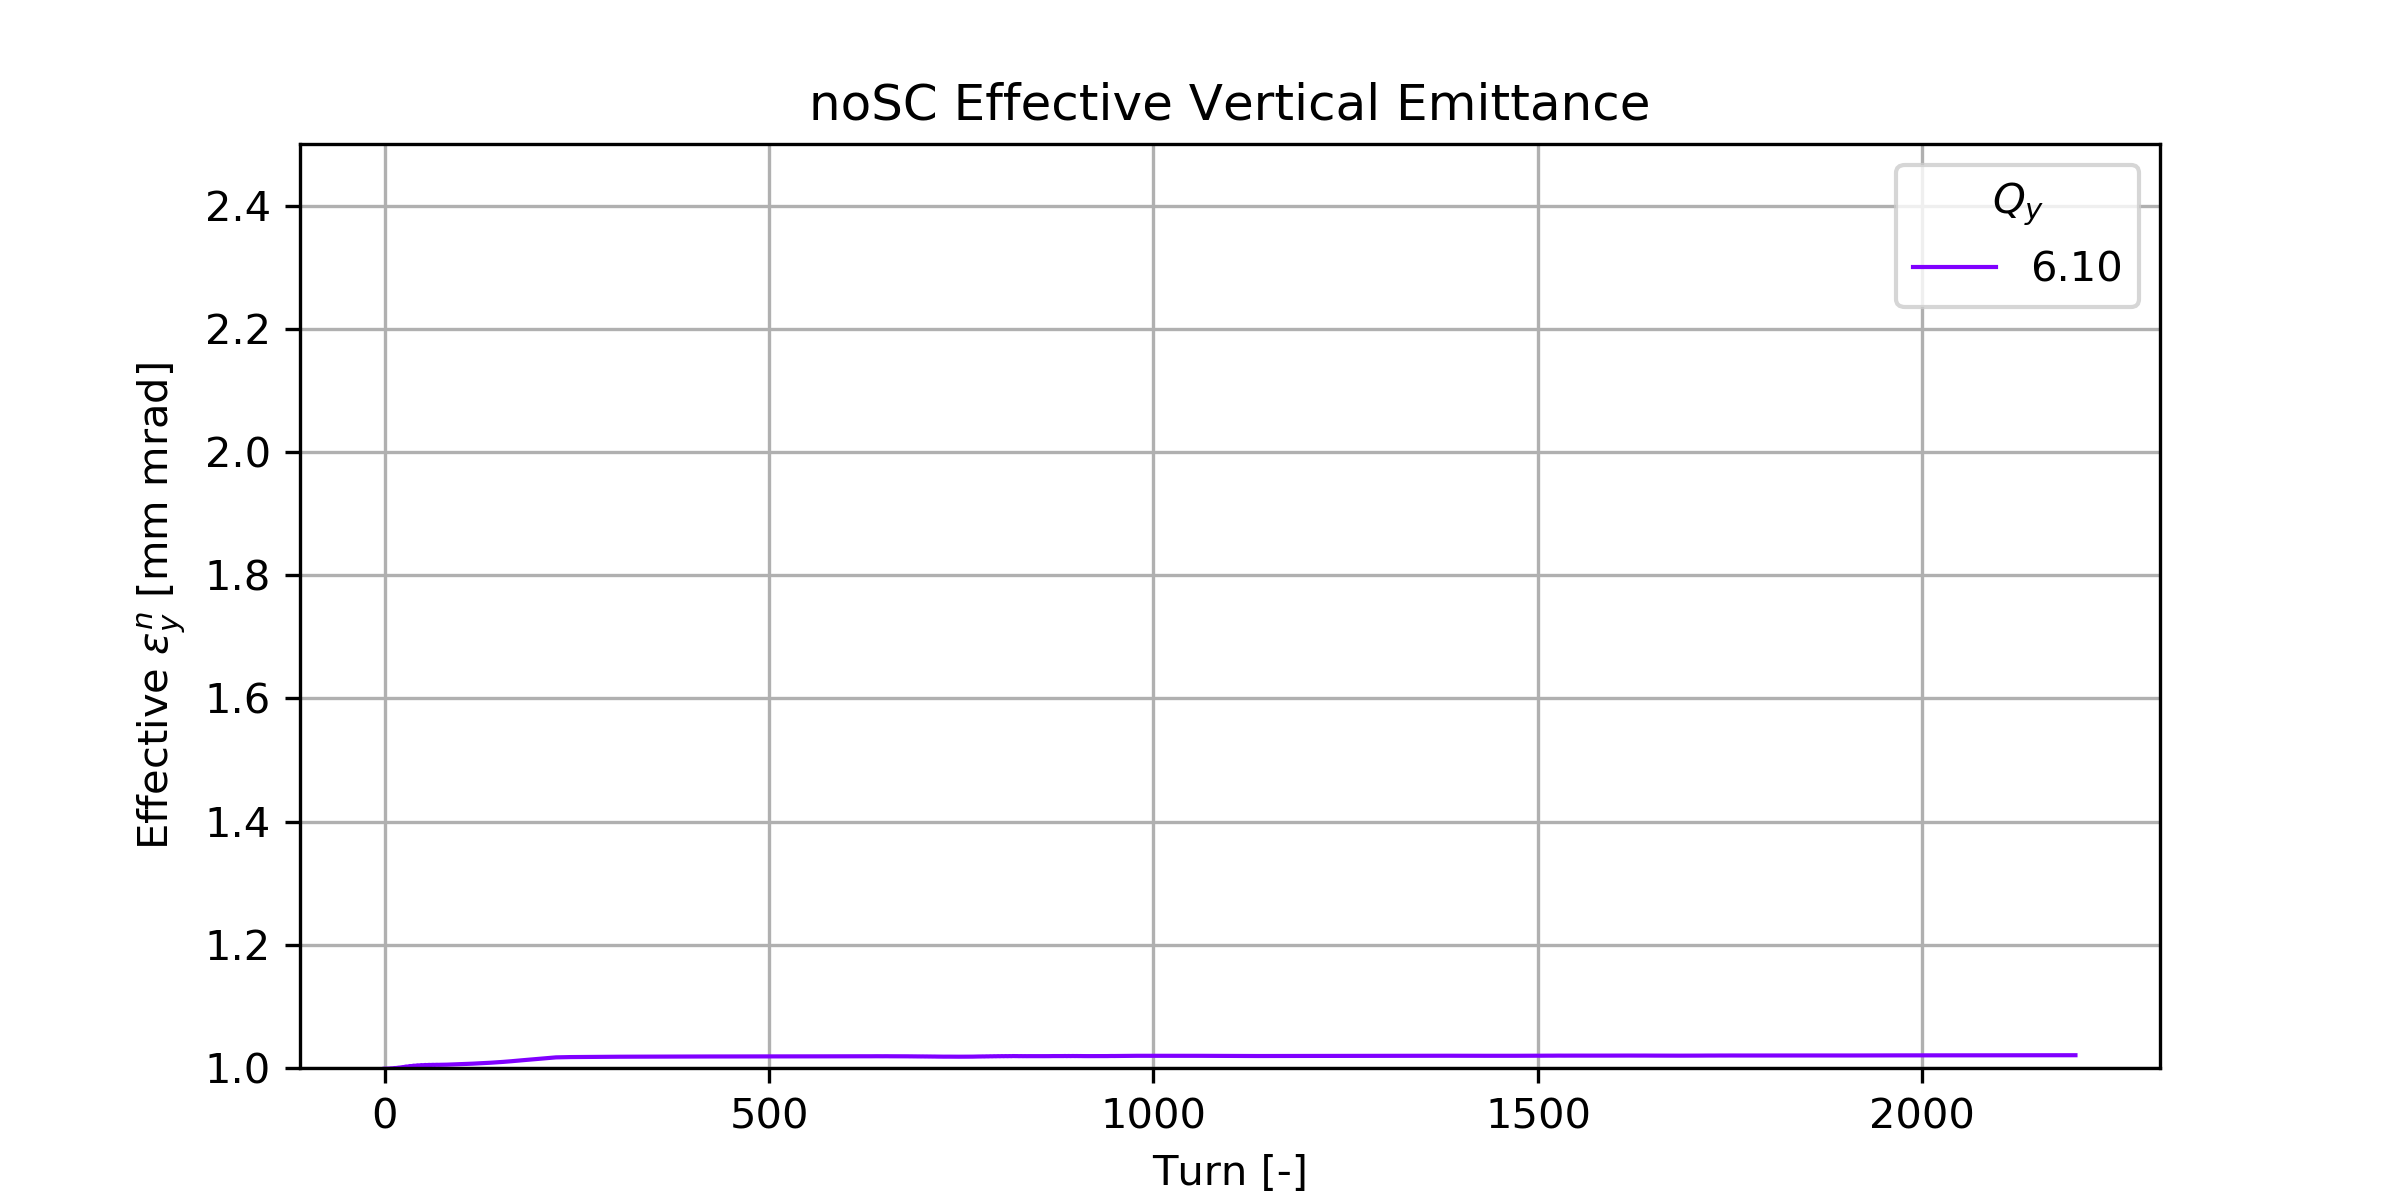 noSC Effective Vertical Emittance
Effective εₙʸ [mm mrad]
2.4
2.2
2.0
1.8
1.6
1.4
1.2
1.0
Q_y
6.10
0 500 1000 1500 2000
Turn [-]